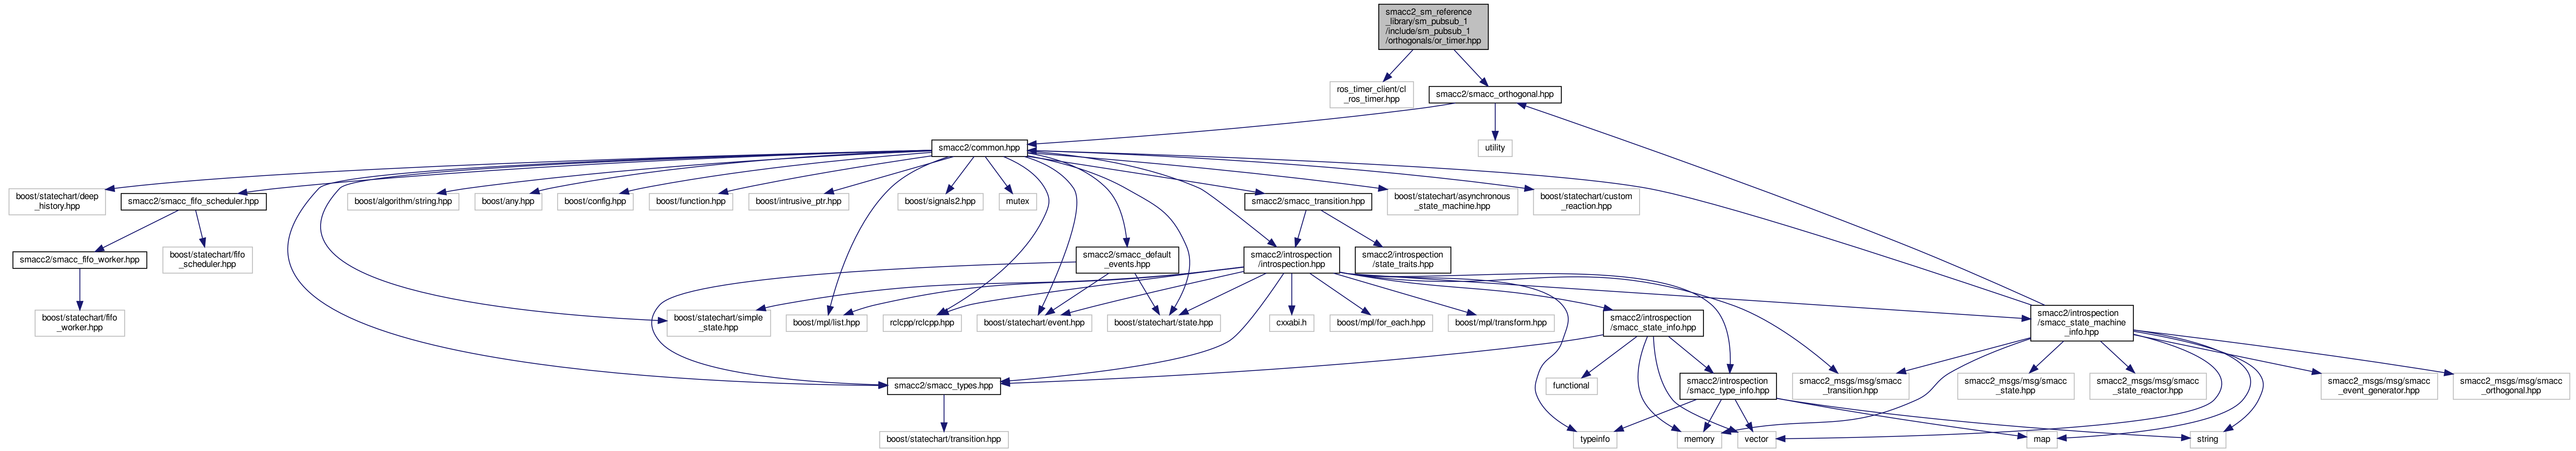 smacc2_sm_reference
_library/sm_pubsub_1
/include/sm_pubsub_1
/orthogonals/or_timer.hpp
ros_timer_client/cl
_ros_timer.hpp
smacc2/smacc_orthogonal.hpp
smacc2/common.hpp
utility
boost/statechart/deep
_history.hpp
smacc2/smacc_fifo_scheduler.hpp
boost/algorithm/string.hpp
boost/any.hpp
boost/config.hpp
boost/function.hpp
boost/intrusive_ptr.hpp
boost/signals2.hpp
mutex
smacc2/smacc_transition.hpp
boost/statechart/asynchronous
_state_machine.hpp
boost/statechart/custom
_reaction.hpp
smacc2/smacc_fifo_worker.hpp
boost/statechart/fifo
_scheduler.hpp
smacc2/smacc_default
_events.hpp
smacc2/introspection
/introspection.hpp
smacc2/introspection
/state_traits.hpp
boost/statechart/fifo
_worker.hpp
boost/statechart/simple
_state.hpp
boost/mpl/list.hpp
rclcpp/rclcpp.hpp
boost/statechart/event.hpp
boost/statechart/state.hpp
cxxabi.h
boost/mpl/for_each.hpp
boost/mpl/transform.hpp
smacc2/introspection
/smacc_state_info.hpp
smacc2/introspection
/smacc_state_machine
_info.hpp
smacc2/smacc_types.hpp
functional
smacc2/introspection
/smacc_type_info.hpp
smacc2_msgs/msg/smacc
_transition.hpp
smacc2_msgs/msg/smacc
_state.hpp
smacc2_msgs/msg/smacc
_state_reactor.hpp
smacc2_msgs/msg/smacc
_event_generator.hpp
smacc2_msgs/msg/smacc
_orthogonal.hpp
boost/statechart/transition.hpp
typeinfo
memory
vector
map
string